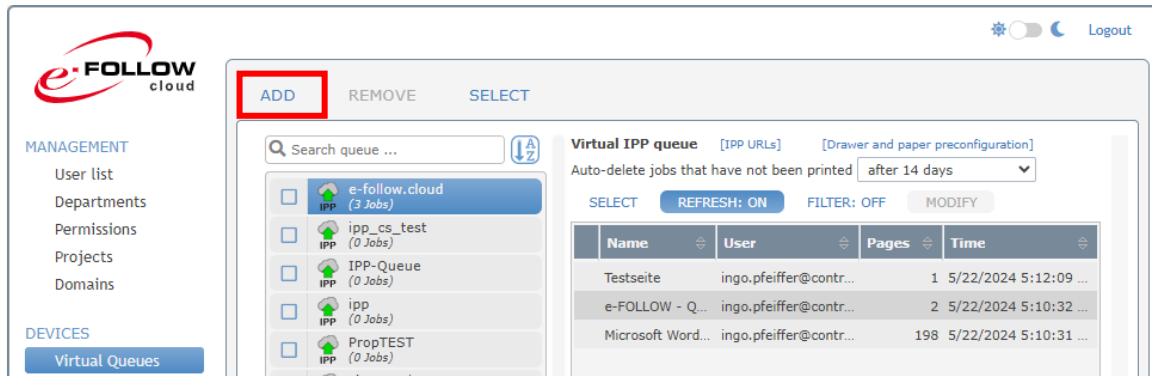 Logout
e-FOLLOW
cloud
ADD REMOVE SELECT
MANAGEMENT
User list
Departments
Permissions
Projects
Domains
DEVICES
Virtual Queues
Search queue ...
A
Z
e-follow.cloud
(3 Jobs)
IPP
ipp_cs_test
(0 Jobs)
IPP
IPP-Queue
(0 Jobs)
IPP
ipp
(0 Jobs)
IPP
PropTEST
(0 Jobs)
IPP
Virtual IPP queue [IPP URLs] [Drawer and paper preconfiguration]
Auto-delete jobs that have not been printed after 14 days
SELECT REFRESH: ON FILTER: OFF MODIFY
Name User Pages Time
Testseite ingo.pfeiffer@contr... 1 5/22/2024 5:12:09 ...
e-FOLLOW - Q... ingo.pfeiffer@contr... 2 5/22/2024 5:10:32 ...
Microsoft Word... ingo.pfeiffer@contr... 198 5/22/2024 5:10:31 ...